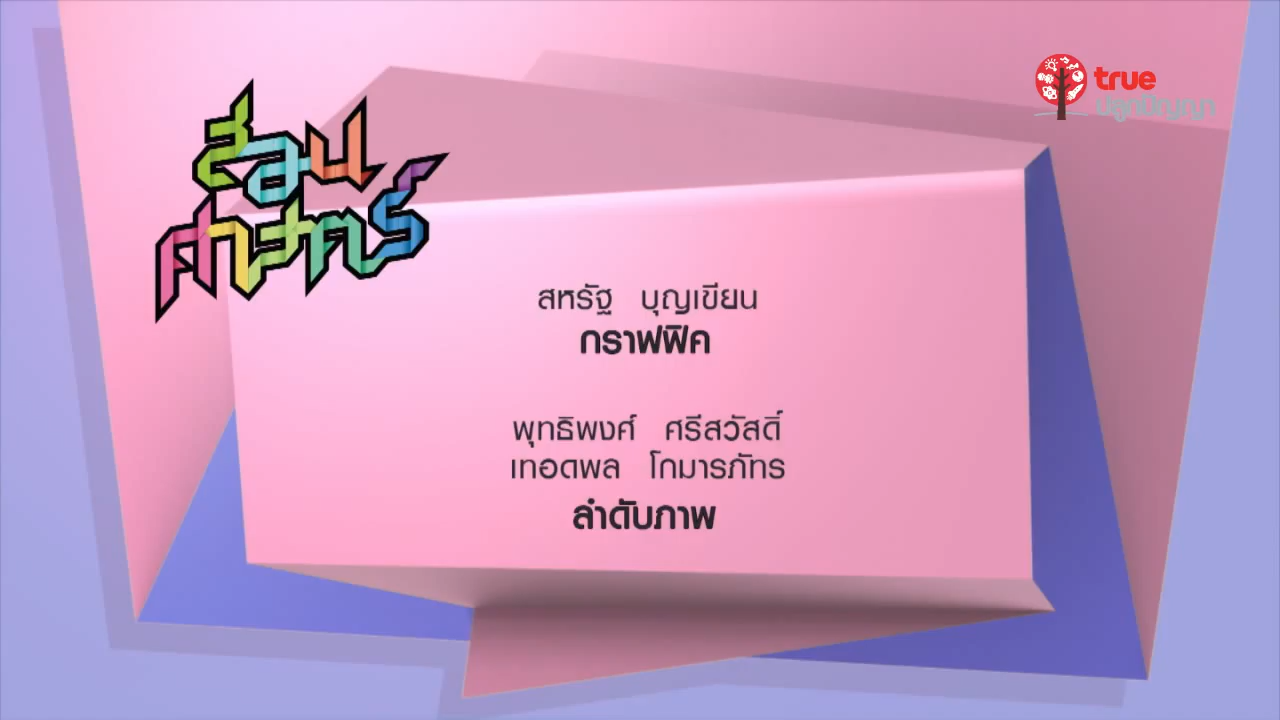 สอน
ศาสตร์
true
ปลูกปัญญา
สหรัฐ บุญเขียน
กราฟฟิค
พุทธิพงศ์ ศรีสวัสดิ์
เทอดพล โกมารภัทร
ลำดับภาพ